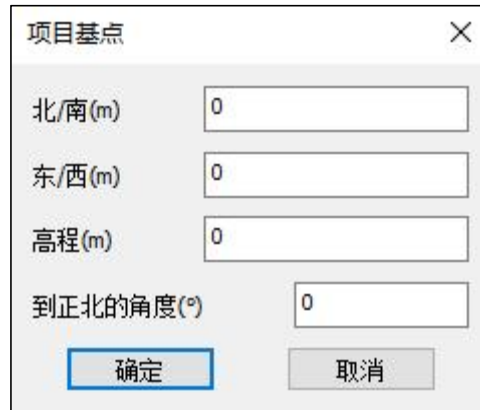 项目基点
北/南(m) 0
东/西(m) 0
高程(m) 0
到正北的角度(°) 0
确定 取消